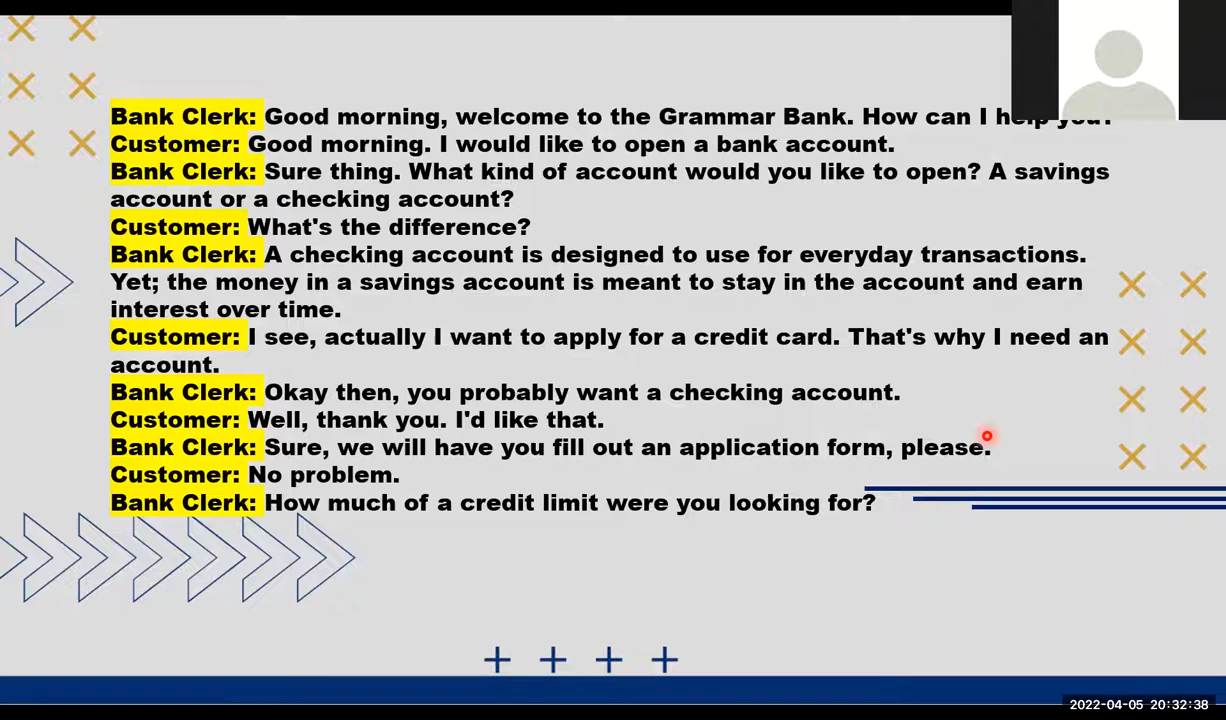 Bank Clerk: Good morning, welcome to the Grammar Bank. How can I help you?
Customer: Good morning. I would like to open a bank account.
Bank Clerk: Sure thing. What kind of account would you like to open? A savings
account or a checking account?
Customer: What's the difference?
Bank Clerk: A checking account is designed to use for everyday transactions.
Yet; the money in a savings account is meant to stay in the account and earn
interest over time.
Customer: I see, actually I want to apply for a credit card. That's why I need an
account.
Bank Clerk: Okay then, you probably want a checking account.
Customer: Well, thank you. I'd like that.
Bank Clerk: Sure, we will have you fill out an application form, please.
Customer: No problem.
Bank Clerk: How much of a credit limit were you looking for?
2022-04-05 20:32:38